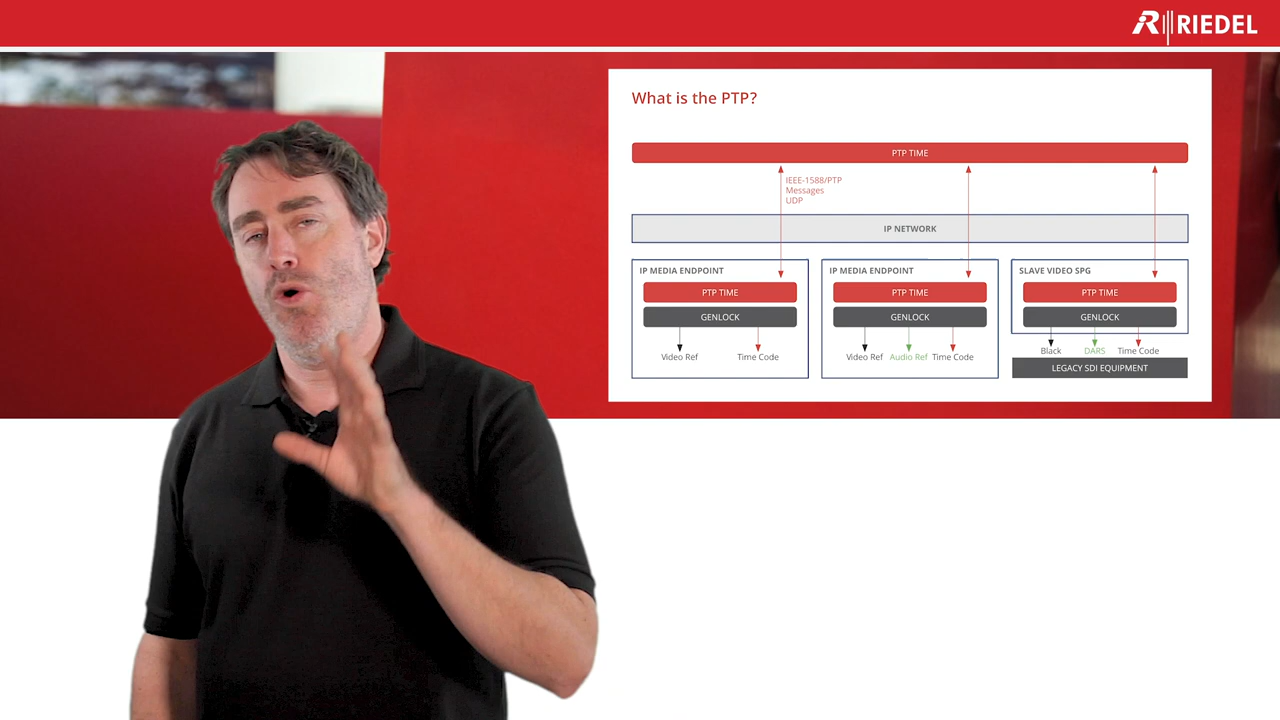 RIEDEL
What is the PTP?
PTP TIME
IEEE-1588/PTP
Messages
UDP
IP NETWORK
IP MEDIA ENDPOINT
PTP TIME
GENLOCK
Video Ref Time Code
IP MEDIA ENDPOINT
PTP TIME
GENLOCK
Video Ref Audio Ref Time Code
SLAVE VIDEO SPG
PTP TIME
GENLOCK
Black DARS Time Code
LEGACY SDI EQUIPMENT